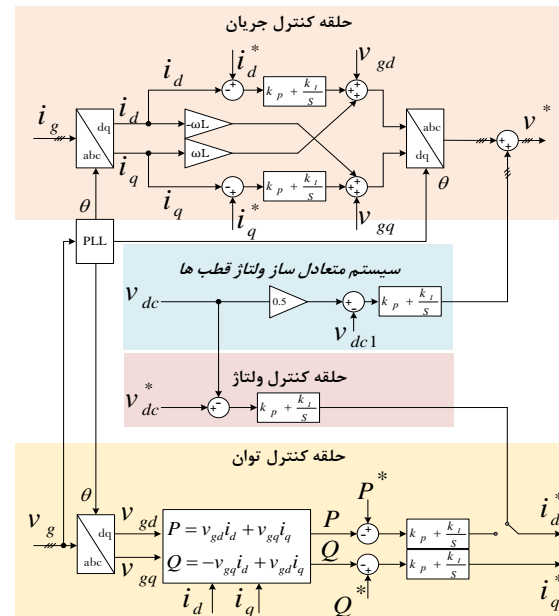 حلقه کنترل جریان
i_d^*
v_gd
i_d
k_p + k_I/S
i_g
i_d
dq
abc
-ωL
abc
dq
v^*
i_q
ωL
θ
i_q
k_p + k_I/S
θ
i_q^*
v_gq
PLL
سیستم متعادل ساز ولتاژ قطب ها
v_dc
0.5
k_p + k_I/S
v_dc1
حلقه کنترل ولتاژ
v_dc^*
k_p + k_I/S
حلقه کنترل توان
θ
P^*
i_d^*
v_g
dq
abc
v_gd
P = v_gd i_d + v_gq i_q
P
k_p + k_I/S
v_gq
Q = -v_gq i_d + v_gd i_q
Q
k_p + k_I/S
i_d
i_q
Q^*
i_q^*